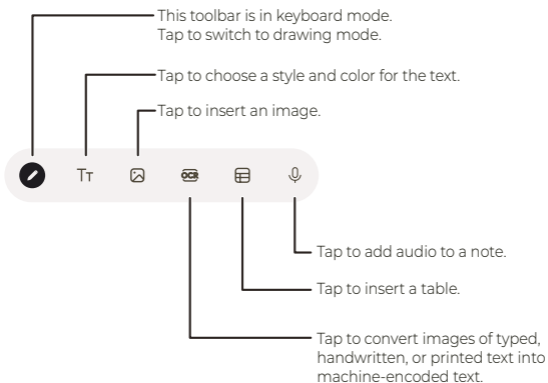 This toolbar is in keyboard mode.
Tap to switch to drawing mode.
Tap to choose a style and color for the text.
Tap to insert an image.
TT
OCR
Tap to add audio to a note.
Tap to insert a table.
Tap to convert images of typed,
handwritten, or printed text into
machine-encoded text.